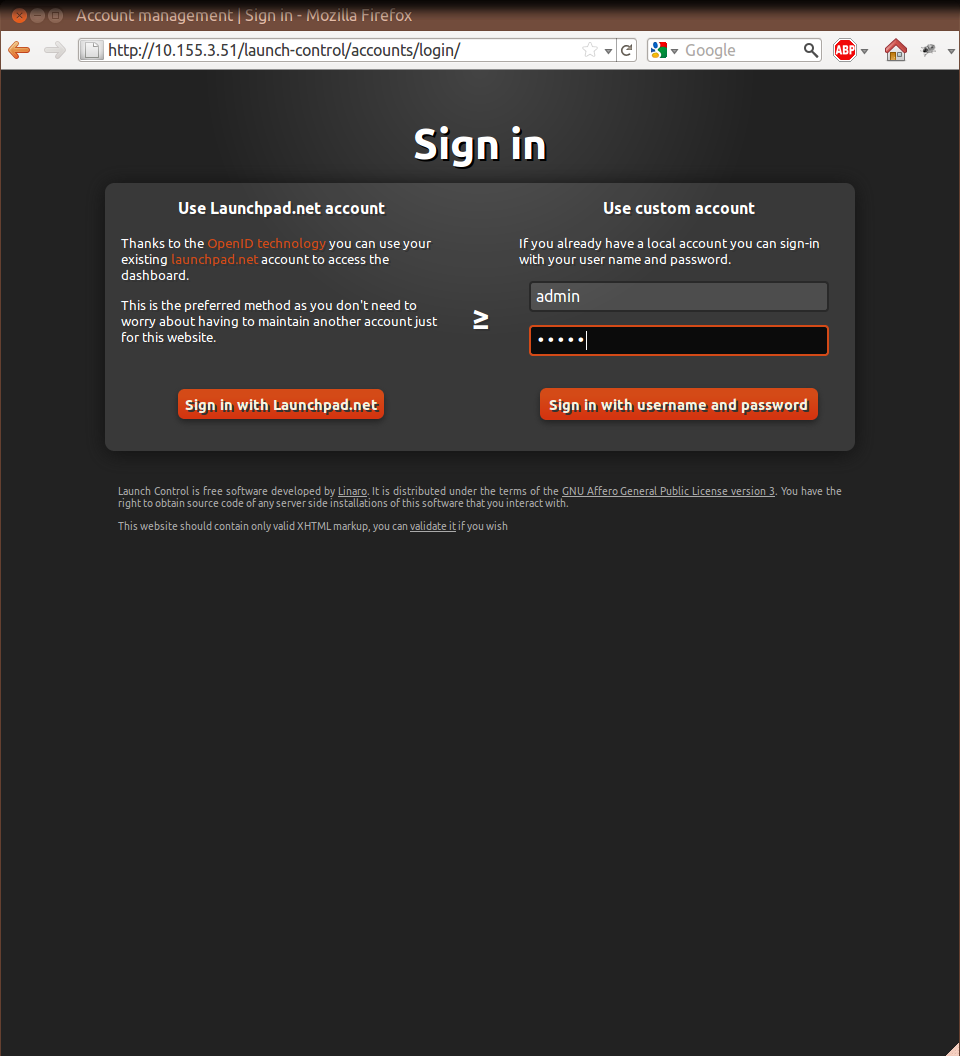 Account management | Sign in - Mozilla Firefox
http://10.155.3.51/launch-control/accounts/login/
Google
ABP
Sign in
Use Launchpad.net account
Thanks to the OpenID technology you can use your
existing launchpad.net account to access the
dashboard.
This is the preferred method as you don't need to
worry about having to maintain another account just
for this website.
Sign in with Launchpad.net
≥
Use custom account
If you already have a local account you can sign-in
with your user name and password.
admin
•••••
Sign in with username and password
Launch Control is free software developed by Linaro. It is distributed under the terms of the GNU Affero General Public License version 3. You have the
right to obtain source code of any server side installations of this software that you interact with.
This website should contain only valid XHTML markup, you can validate it if you wish